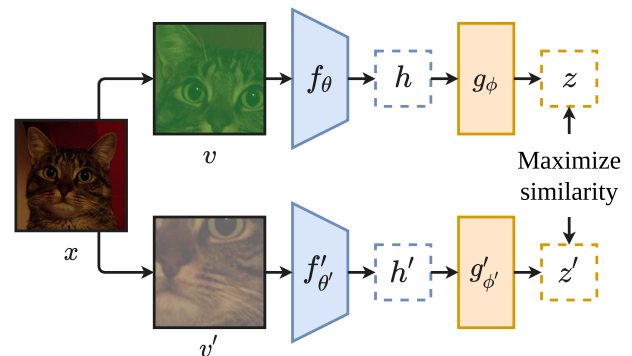 x
v
f_θ
h
g_ϕ
z
Maximize
similarity
v′
f′_θ′
h′
g′_ϕ′
z′